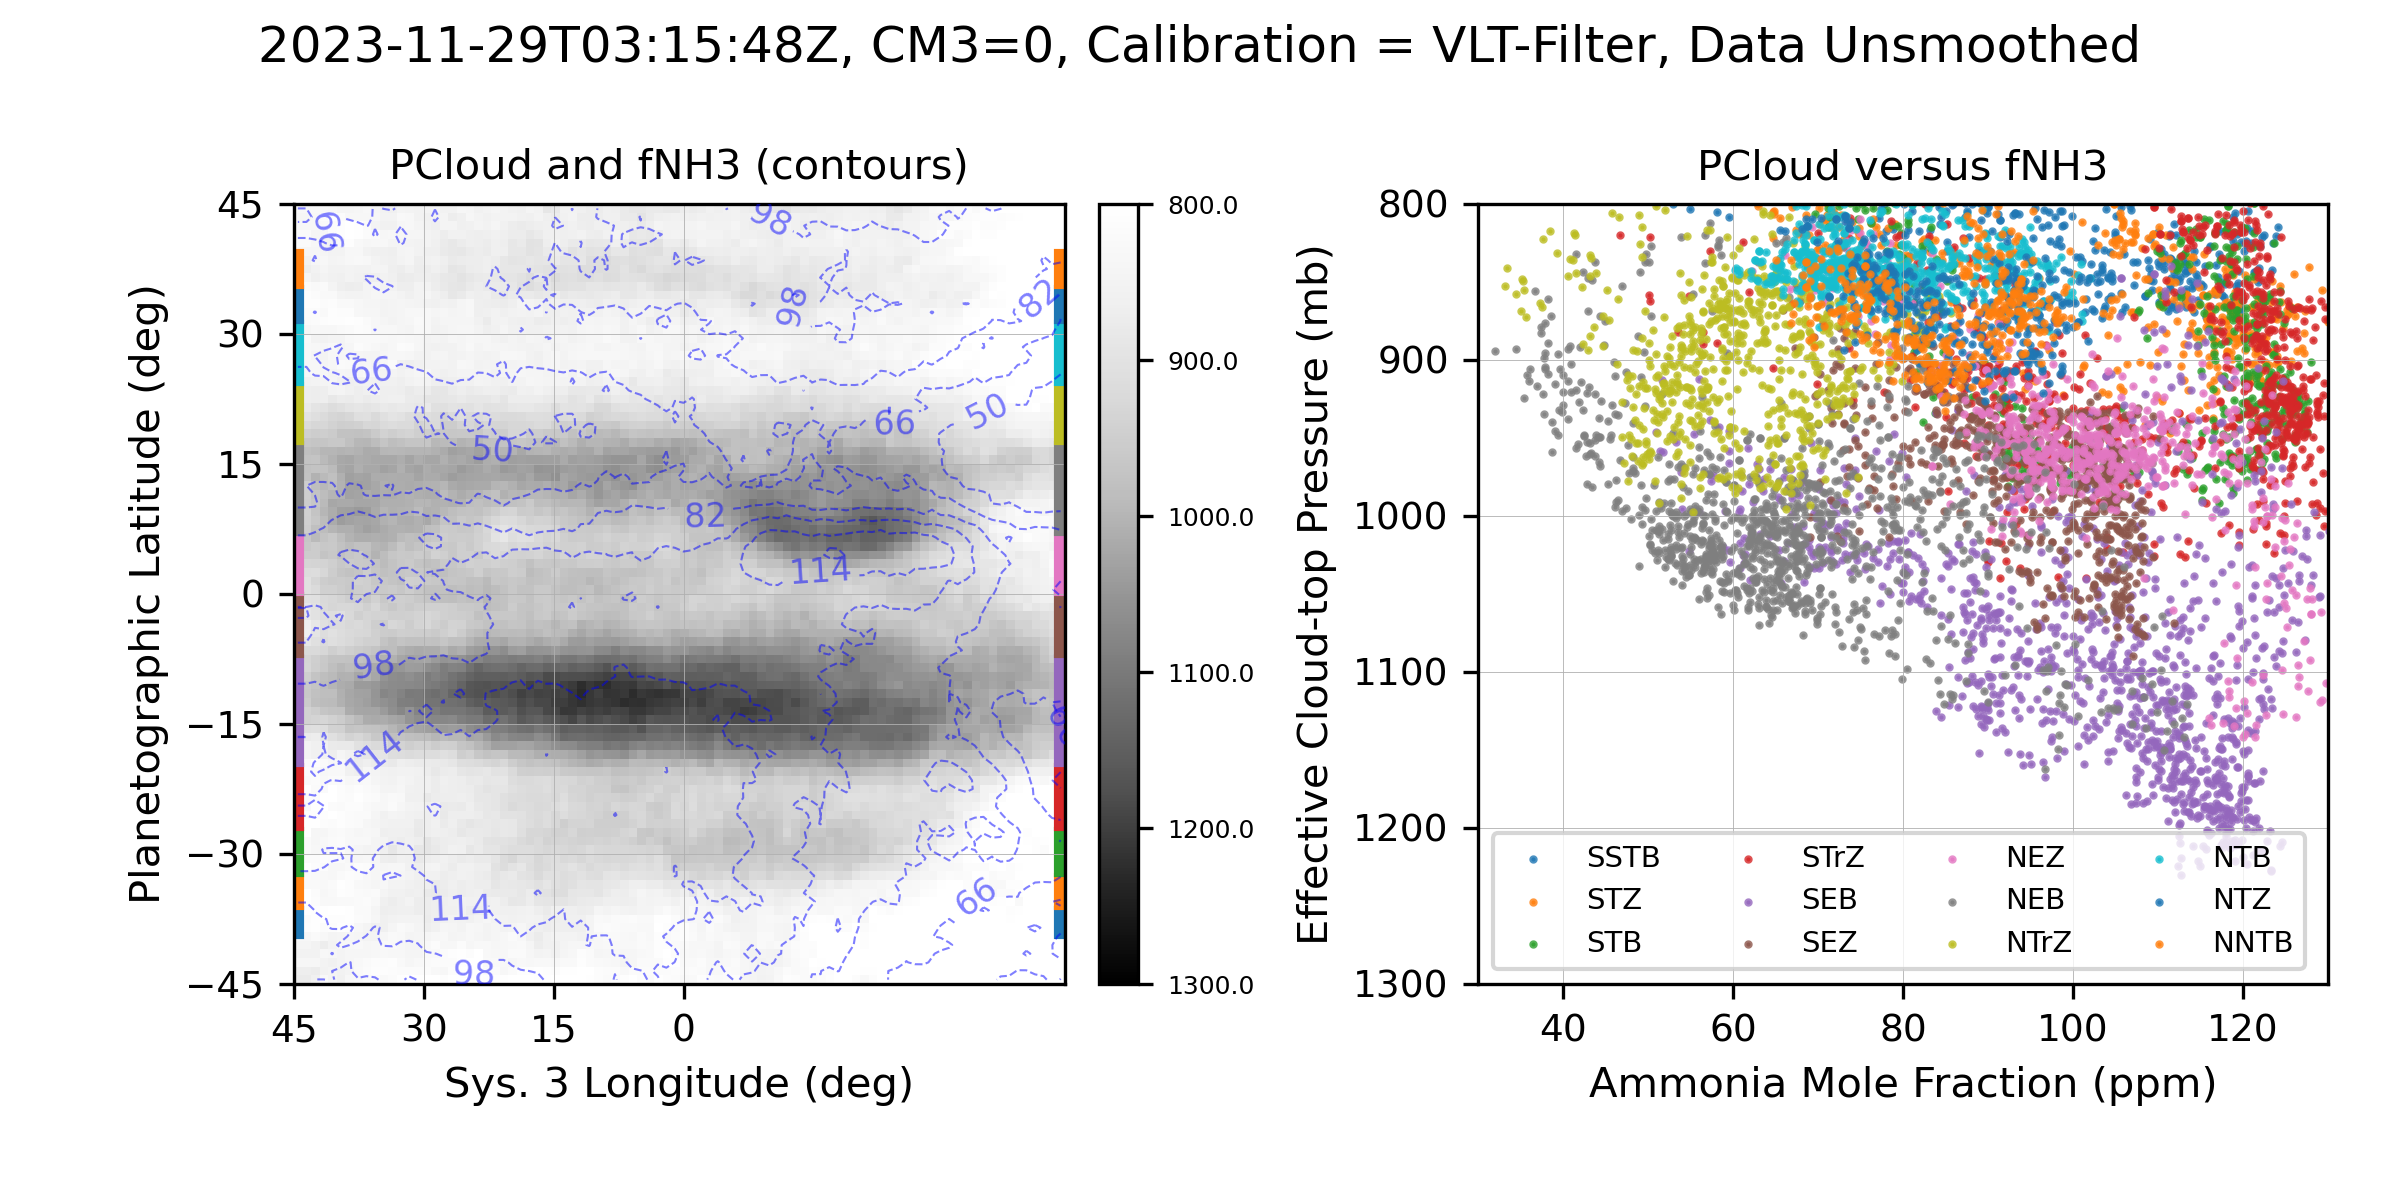 2023-11-29T03:15:48Z, CM3=0, Calibration = VLT-Filter, Data Unsmoothed
PCloud and fNH3 (contours)
Planetographic Latitude (deg)
45
30
15
0
−15
−30
−45
45
30
15
0
Sys. 3 Longitude (deg)
66
98
98
82
66
50
66
50
82
114
98
114
114
98
66
800.0
900.0
1000.0
1100.0
1200.0
1300.0
PCloud versus fNH3
Effective Cloud-top Pressure (mb)
800
900
1000
1100
1200
1300
40
60
80
100
120
Ammonia Mole Fraction (ppm)
SSTB
STZ
STB
STrZ
SEB
SEZ
NEZ
NEB
NTrZ
NTB
NTZ
NNTB